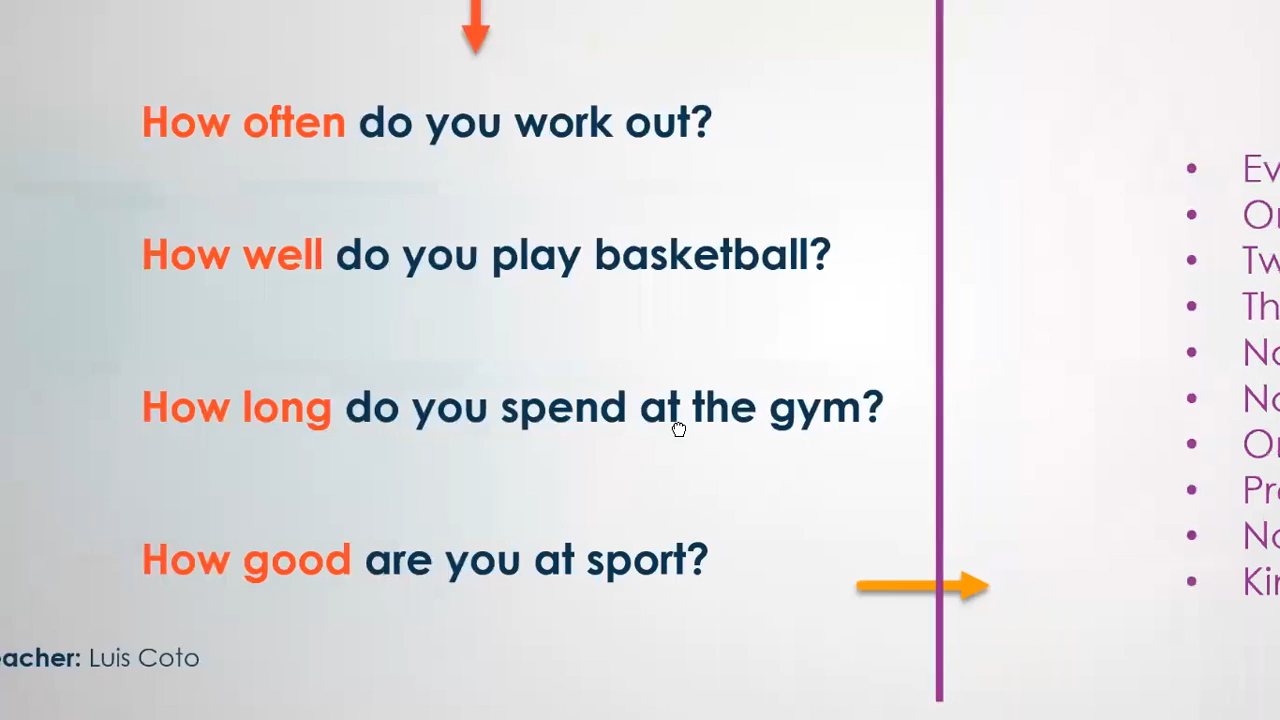 How often do you work out?
How well do you play basketball?
How long do you spend at the gym?
How good are you at sport?
Luis Coto